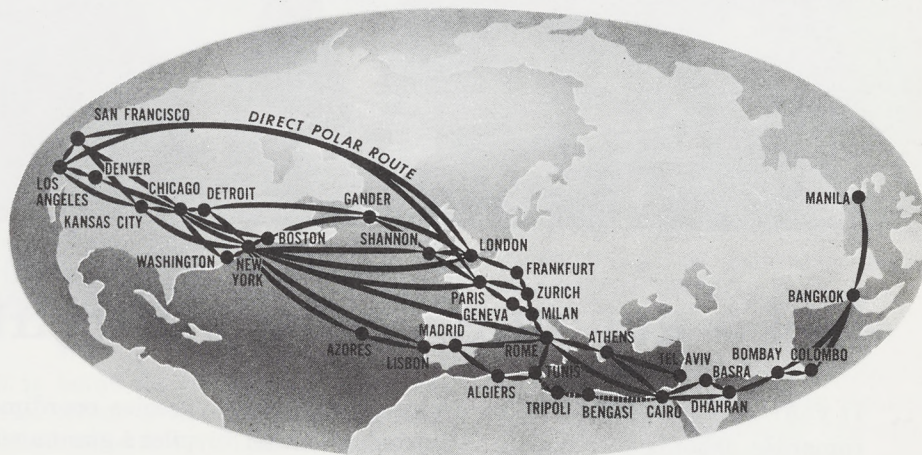 SAN FRANCISCO
DIRECT POLAR ROUTE
DENVER
LOS
ANGELES
CHICAGO
DETROIT
KANSAS CITY
GANDER
MANILA
BOSTON
SHANNON
LONDON
WASHINGTON
NEW
YORK
FRANKFURT
PARIS
ZURICH
GENEVA
MILAN
BANGKOK
AZORES
MADRID
LISBON
ROME
ATHENS
TEL AVIV
BOMBAY
COLOMBO
BASRA
ALGIERS
TUNIS
TRIPOLI
BENGASI
CAIRO
DHAHRAN